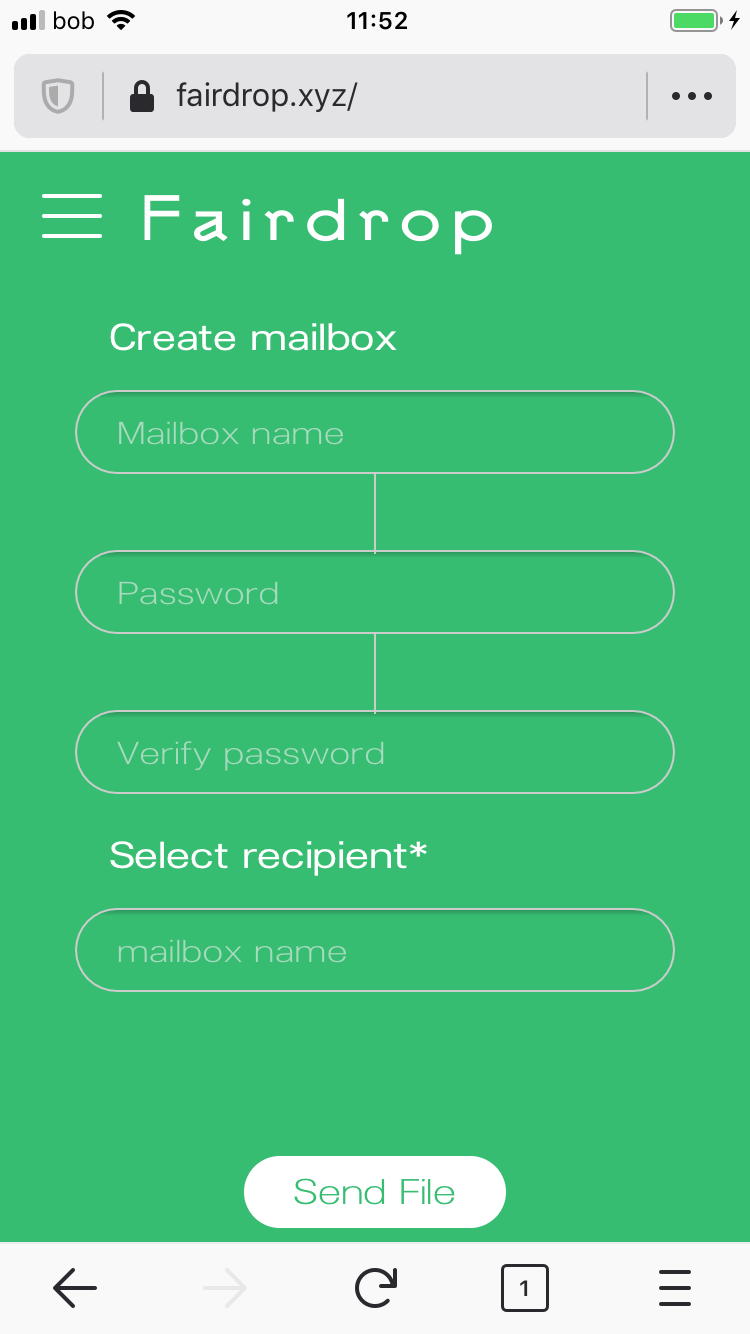 bob
11:52
fairdrop.xyz/
Fairdrop
Create mailbox
Mailbox name
Password
Verify password
Select recipient*
mailbox name
Send File
1